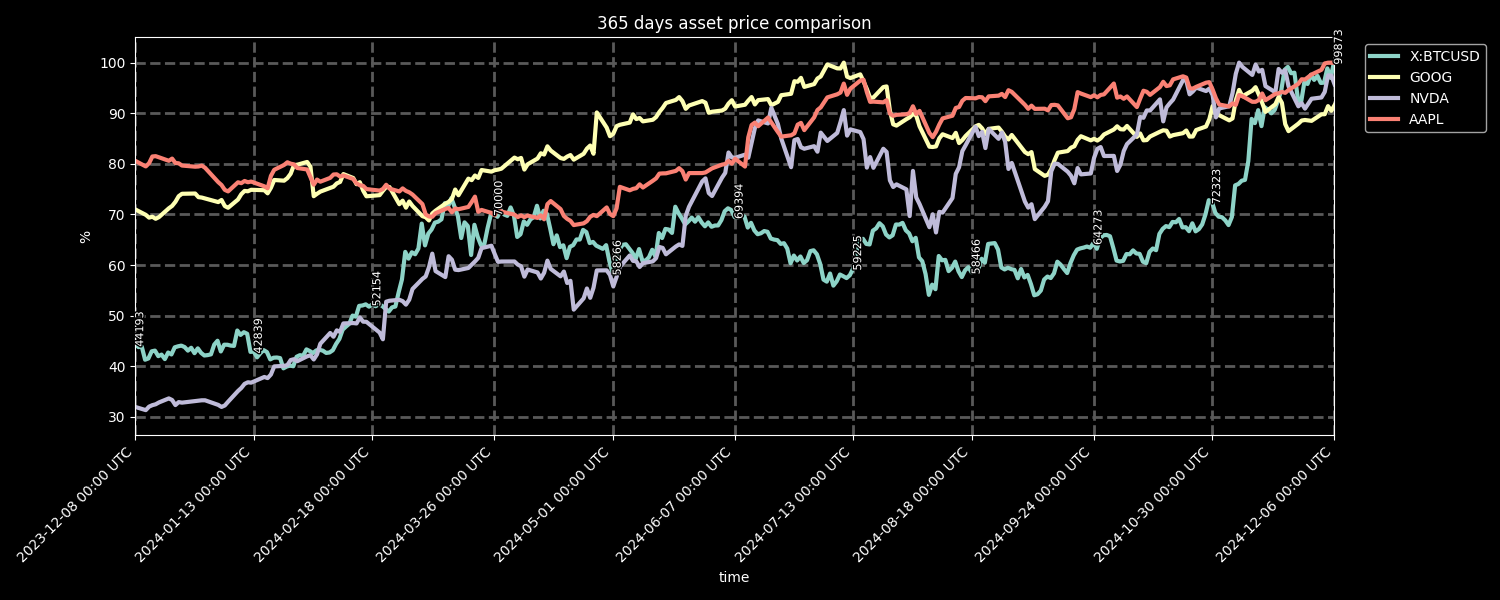 365 days asset price comparison
%
100
90
80
70
60
50
40
30
44193
42839
52154
70000
58266
69394
59225
58466
64273
72323
99873
X:BTCUSD
GOOG
NVDA
AAPL
2023-12-08 00:00 UTC
2024-01-13 00:00 UTC
2024-02-18 00:00 UTC
2024-03-26 00:00 UTC
2024-05-01 00:00 UTC
2024-06-07 00:00 UTC
2024-07-13 00:00 UTC
2024-08-18 00:00 UTC
2024-09-24 00:00 UTC
2024-10-30 00:00 UTC
2024-12-06 00:00 UTC
time